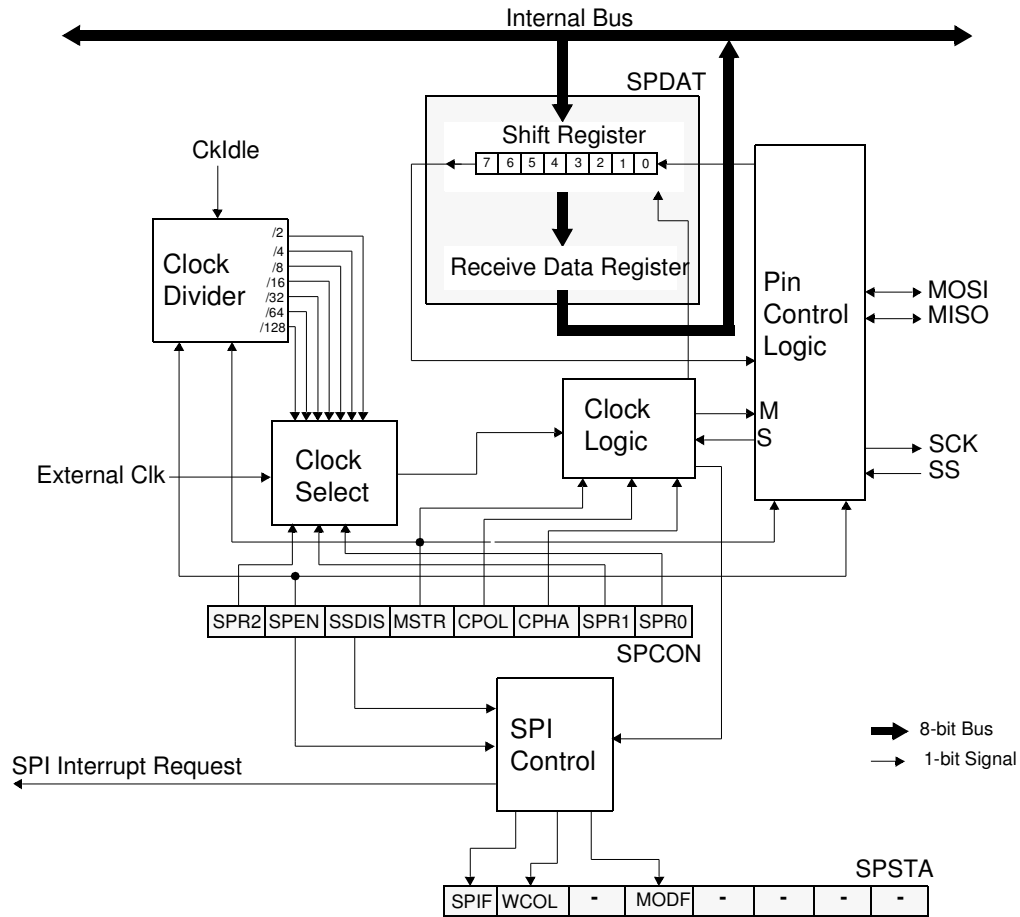 Internal Bus
SPDAT
Shift Register
7 6 5 4 3 2 1 0
CkIdle
/2
/4
/8
/16
/32
/64
/128
Clock
Divider
Receive Data Register
Pin
Control
Logic
MOSI
MISO
Clock
Logic
M
S
SCK
SS
External Clk
Clock
Select
SPR2 SPEN SSDIS MSTR CPOL CPHA SPR1 SPR0
SPCON
SPI
Control
8-bit Bus
1-bit Signal
SPI Interrupt Request
SPSTA
SPIF WCOL - MODF - - - -